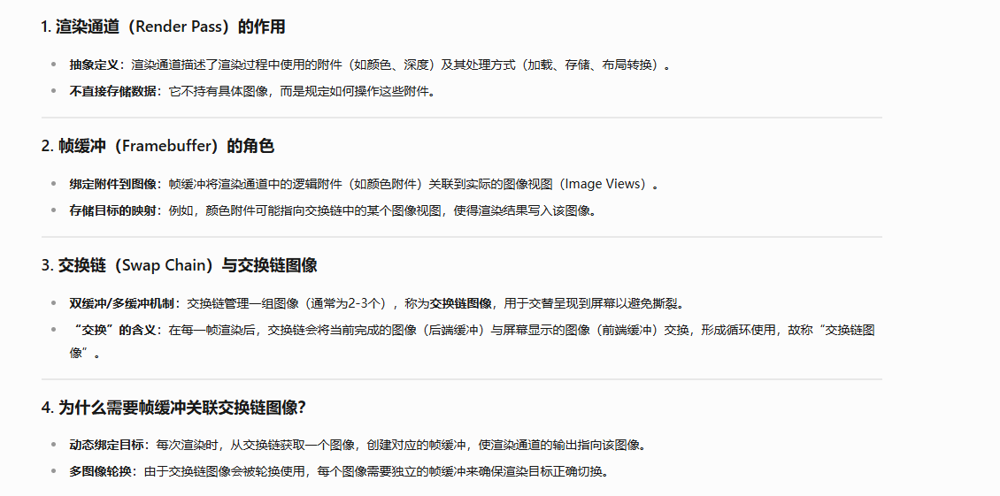 1. 渲染通道（Render Pass）的作用
• 抽象定义：渲染通道描述了渲染过程中使用的附件（如颜色、深度）及其处理方式（加载、存储、布局转换）。
• 不直接存储数据：它不持有具体图像，而是规定如何操作这些附件。
2. 帧缓冲（Framebuffer）的角色
• 绑定附件到图像：帧缓冲将渲染通道中的逻辑附件（如颜色附件）关联到实际的图像视图（Image Views）。
• 存储目标的映射：例如，颜色附件可能指向交换链中的某个图像视图，使得渲染结果写入该图像。
3. 交换链（Swap Chain）与交换链图像
• 双缓冲/多缓冲机制：交换链管理一组图像（通常为2-3个），称为交换链图像，用于交替呈现到屏幕以避免撕裂。
• “交换”的含义：在每一帧渲染后，交换链会将当前完成的图像（后端缓冲）与屏幕显示的图像（前端缓冲）交换，形成循环使用，故称“交换链图
像”。
4. 为什么需要帧缓冲关联交换链图像？
• 动态绑定目标：每次渲染时，从交换链获取一个图像，创建对应的帧缓冲，使渲染通道的输出指向该图像。
• 多图像轮换：由于交换链图像会被轮换使用，每个图像需要独立的帧缓冲来确保渲染目标正确切换。